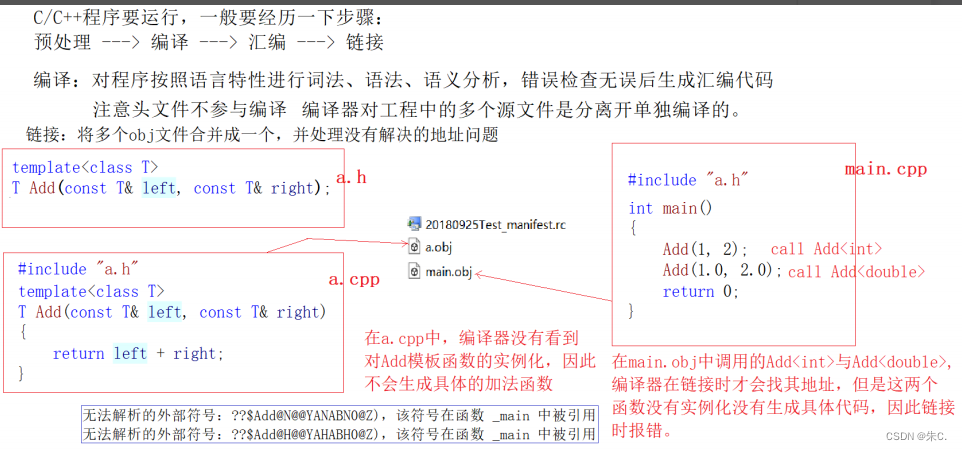 C/C++程序要运行，一般要经历一下步骤：
预处理 ---> 编译 ---> 汇编 ---> 链接
编译：对程序按照语言特性进行词法、语法、语义分析，错误检查无误后生成汇编代码
注意头文件不参与编译 编译器对工程中的多个源文件是分离开单独编译的。
链接：将多个obj文件合并成一个，并处理没有解决的地址问题
template<class T>
T Add(const T& left, const T& right);
a.h
#include "a.h"
template<class T>
T Add(const T& left, const T& right)
{
return left + right;
}
a.cpp
20180925Test_manifest.rc
a.obj
main.obj
main.cpp
#include "a.h"
int main()
{
Add(1, 2); call Add<int>
Add(1.0, 2.0); call Add<double>
return 0;
}
在a.cpp中，编译器没有看到
对Add模板函数的实例化，因此
不会生成具体的加法函数
在main.obj中调用的Add<int>与Add<double>,
编译器在链接时才会找其地址，但是这两个
函数没有实例化没有生成具体代码，因此链接
时报错。
无法解析的外部符号：??$Add@N@@YANABNO@Z)，该符号在函数 _main 中被引用
无法解析的外部符号：??$Add@H@@YAHABHO@Z)，该符号在函数 _main 中被引用
CSDN @朱C.